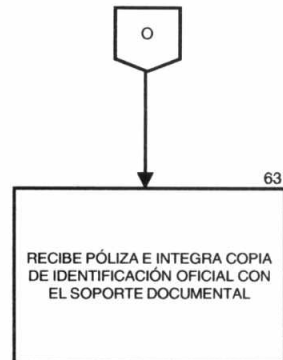 O
63
RECIBE PÓLIZA E INTEGRA COPIA
DE IDENTIFICACIÓN OFICIAL CON
EL SOPORTE DOCUMENTAL